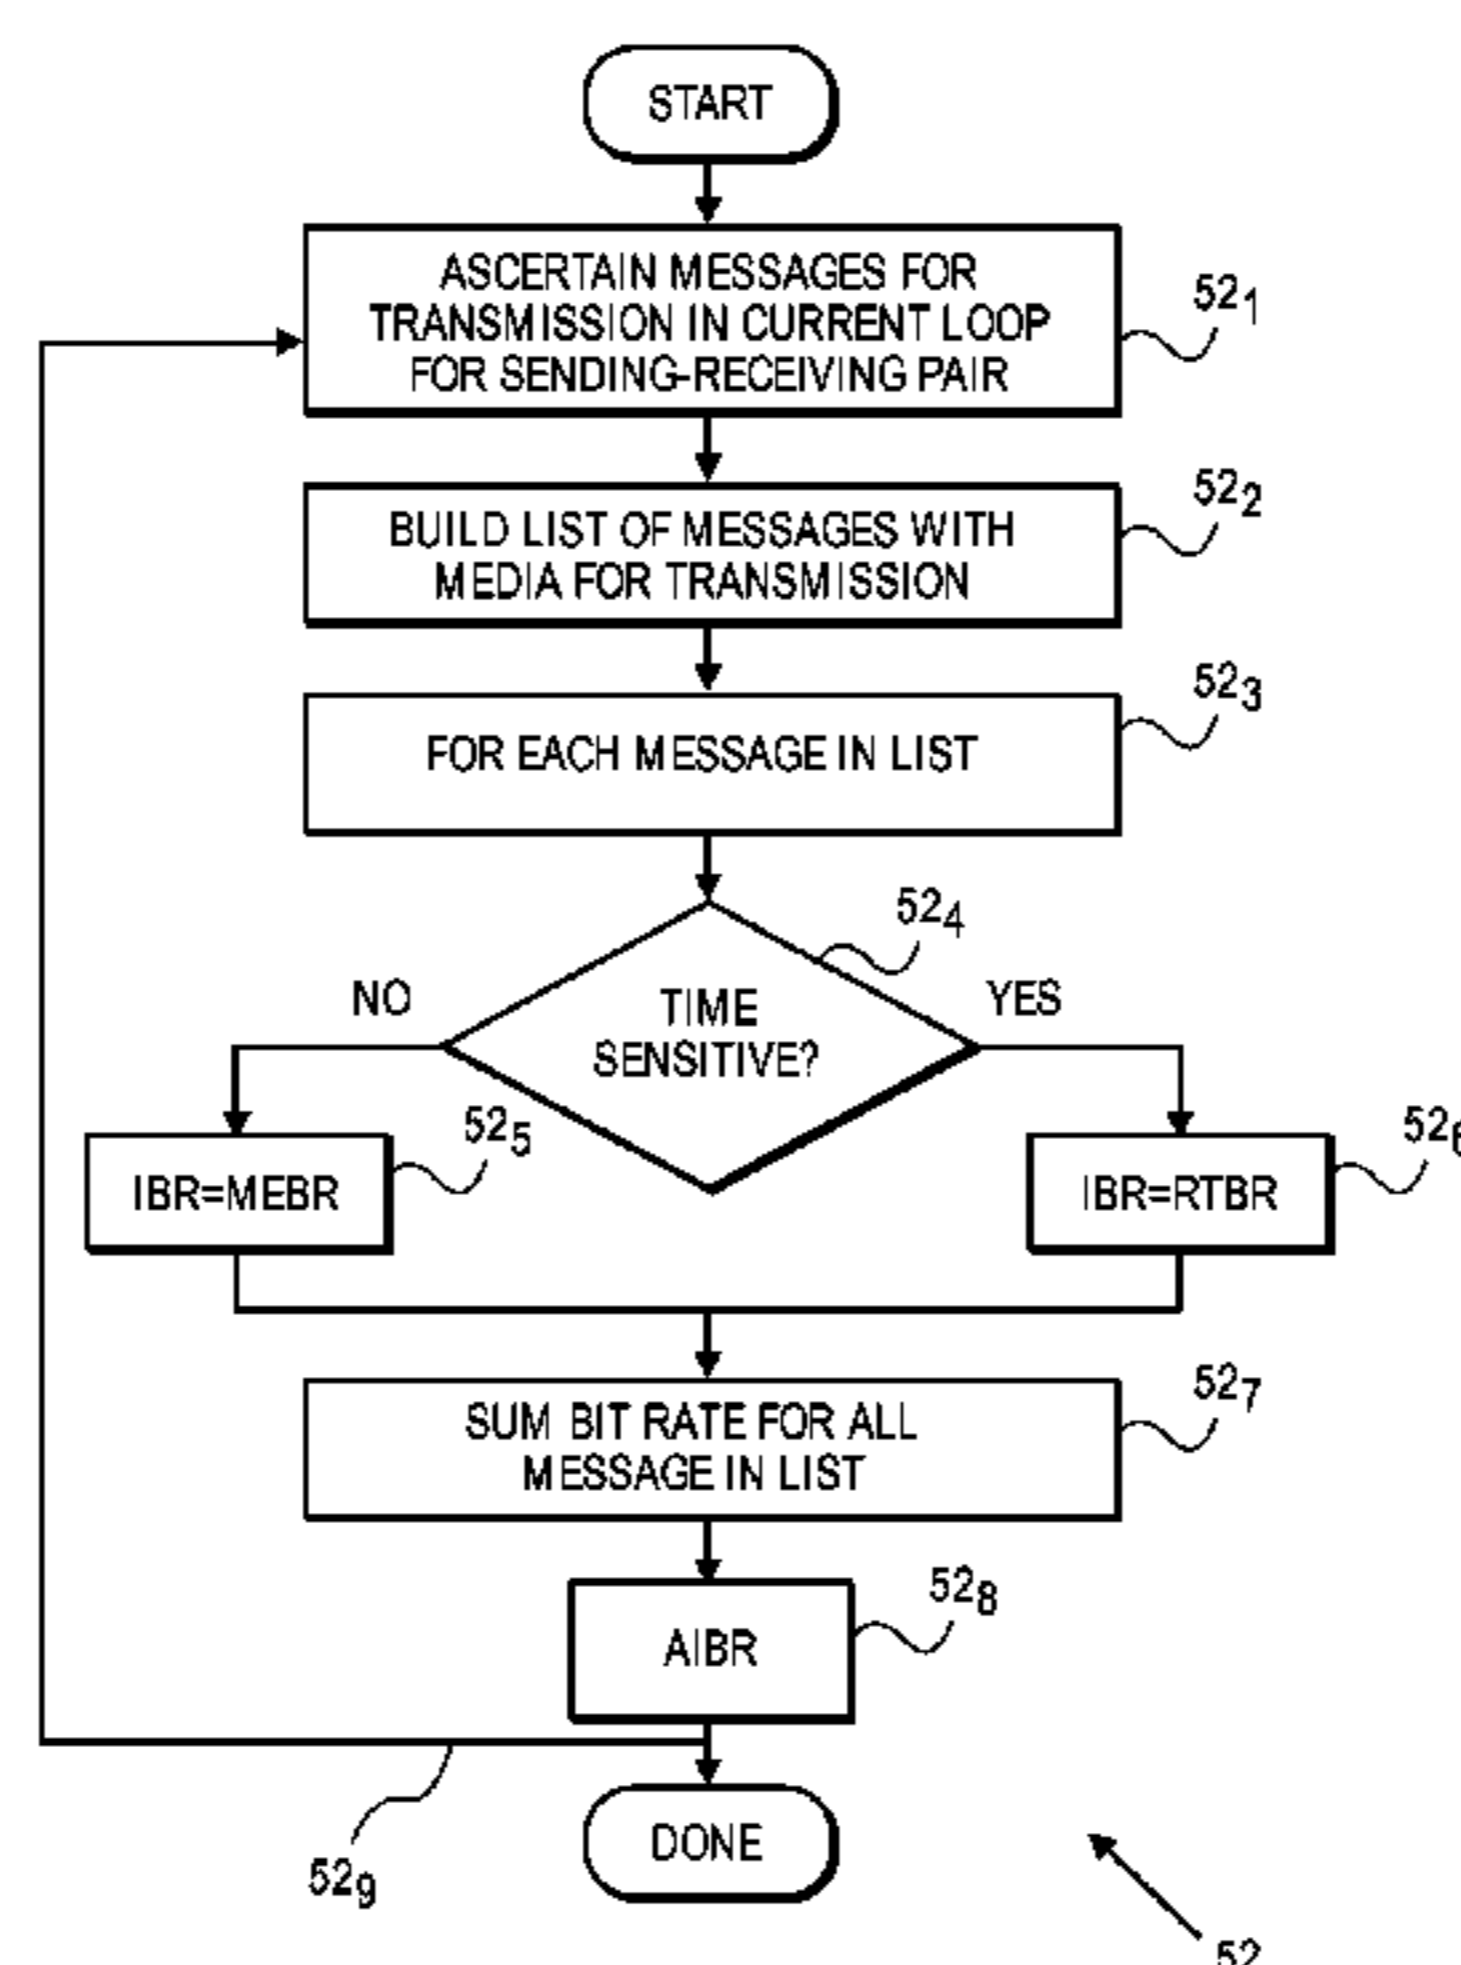 START
ASCERTAIN MESSAGES FOR
TRANSMISSION IN CURRENT LOOP
FOR SENDING-RECEIVING PAIR
52₁
BUILD LIST OF MESSAGES WITH
MEDIA FOR TRANSMISSION
52₂
FOR EACH MESSAGE IN LIST
52₃
52₄
NO
TIME
SENSITIVE?
YES
IBR=MEBR
52₅
IBR=RTBR
52₆
SUM BIT RATE FOR ALL
MESSAGE IN LIST
52₇
AIBR
52₈
DONE
52₉
52